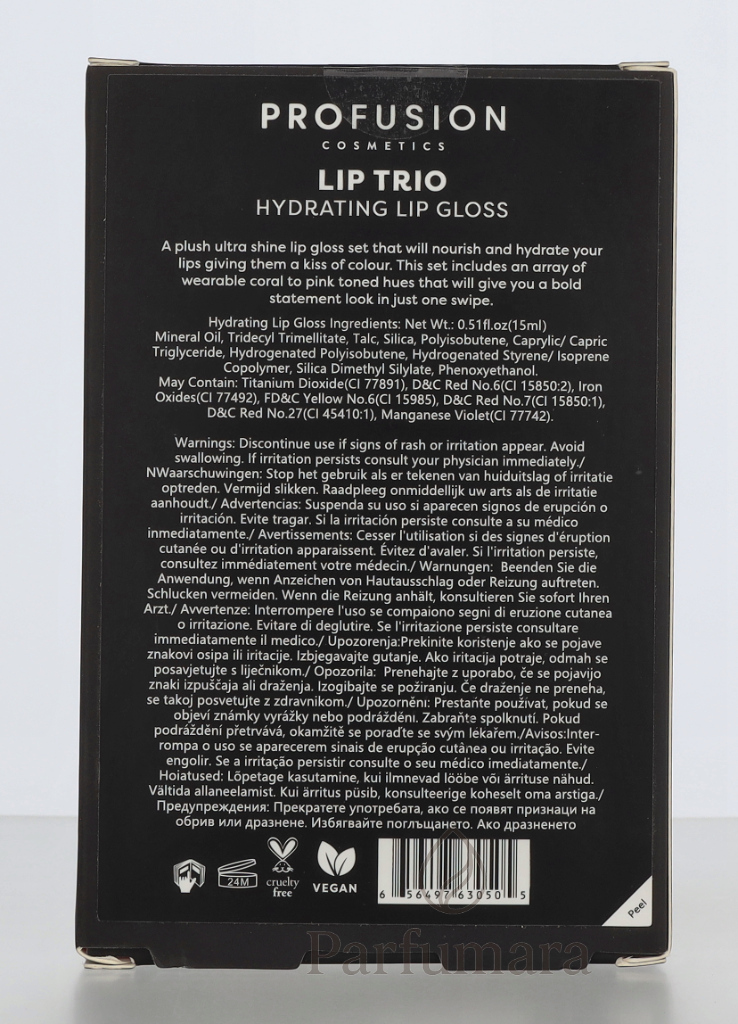 PROFUSION
COSMETICS
LIP TRIO
HYDRATING LIP GLOSS
A plush ultra shine lip gloss set that will nourish and hydrate your
lips giving them a kiss of colour. This set includes an array of
wearable coral to pink toned hues that will give you a bold
statement look in just one swipe.
Hydrating Lip Gloss Ingredients: Net Wt.: 0.51fl.oz(15ml)
Mineral Oil, Tridecyl Trimellitate, Talc, Silica, Polyisobutene, Caprylic/ Capric
Triglyceride, Hydrogenated Polyisobutene, Hydrogenated Styrene/ Isoprene
Copolymer, Silica Dimethyl Silylate, Phenoxyethanol.
May Contain: Titanium Dioxide(CI 77891), D&C Red No.6(CI 15850:2), Iron
Oxides(CI 77492), FD&C Yellow No.6(CI 15985), D&C Red No.7(CI 15850:1),
D&C Red No.27(CI 45410:1), Manganese Violet(CI 77742).
Warnings: Discontinue use if signs of rash or irritation appear. Avoid
swallowing. If irritation persists consult your physician immediately./
NWaarschuwingen: Stop het gebruik als er tekenen van huiduitslag of irritatie
optreden. Vermijd slikken. Raadpleeg onmiddellijk uw arts als de irritatie
aanhoudt./ Advertencias: Suspenda su uso si aparecen signos de erupción o
irritación. Evite tragar. Si la irritación persiste consulte a su médico
inmediatamente./ Avertissements: Cesser l'utilisation si des signes d'éruption
cutanée ou d'irritation apparaissent. Évitez d'avaler. Si l'irritation persiste,
consultez immédiatement votre médecin./ Warnungen: Beenden Sie die
Anwendung, wenn Anzeichen von Hautausschlag oder Reizung auftreten.
Schlucken vermeiden. Wenn die Reizung anhält, konsultieren Sie sofort Ihren
Arzt./ Avvertenze: Interrompere l'uso se compaiono segni di eruzione cutanea
o irritazione. Evitare di deglutire. Se l'irritazione persiste consultare
immediatamente il medico./ Upozorenja:Prekinite koristenje ako se pojave
znakovi osipa ili iritacije. Izbjegavajte gutanje. Ako iritacija potraje, odmah se
posavjetujte s liječnikom./ Opozorila: Prenehajte z uporabo, če se pojavijo
znaki izpuščaja ali draženja. Izogibajte se požiranju. Če draženje ne preneha,
se takoj posvetujte z zdravnikom./ Upozornění: Prestaňte používat, pokud se
objeví známky vyrážky nebo podráždění. Zabraňte spolknutí. Pokud
podráždění přetrvává, okamžitě se poraďte se svým lékařem./Avisos:Inter-
rompa o uso se aparecerem sinais de erupção cutânea ou irritação. Evite
engolir. Se a irritação persistir consulte o seu médico imediatamente./
Hoiatused: Lõpetage kasutamine, kui ilmnevad lööbe või ärrituse nähud.
Vältida allaneelamist. Kui ärritus püsib, konsulteerige koheselt oma arstiga./
Предупреждения: Прекратете употребата, ако се появят признаци на
обрив или дразнене. Избягвайте поглъщането. Ако дразненето
24M
cruelty
free
VEGAN
6 56497 63050 5
Peel
Parfumara